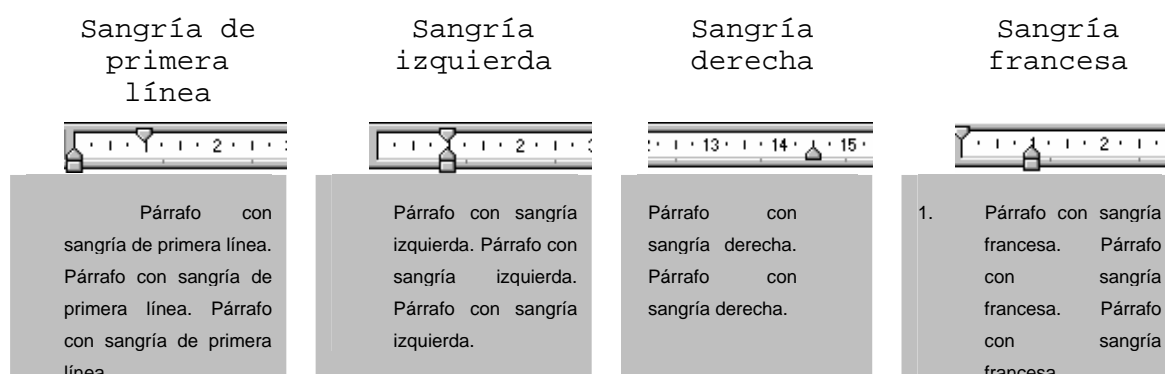 Sangría de
primera
línea
Sangría
izquierda
Sangría
derecha
Sangría
francesa
2
2
13 14 15
1 2
Párrafo con
sangría de primera línea.
Párrafo con sangría de
primera línea. Párrafo
con sangría de primera
línea.
Párrafo con sangría
izquierda. Párrafo con
sangría izquierda.
Párrafo con sangría
izquierda.
Párrafo con
sangría derecha.
Párrafo con
sangría derecha.
1. Párrafo con sangría
francesa. Párrafo
con sangría
francesa. Párrafo
con sangría
francesa.